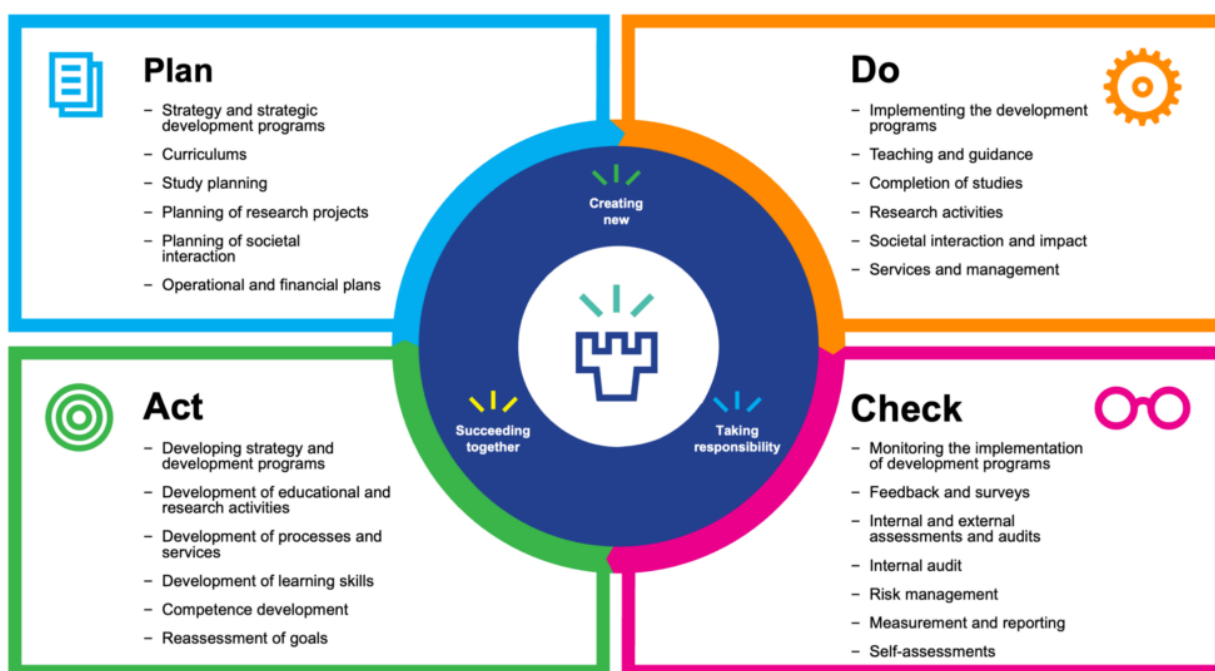 Plan
– Strategy and strategic
development programs
– Curriculums
– Study planning
– Planning of research projects
– Planning of societal
interaction
– Operational and financial plans
Do
– Implementing the development
programs
– Teaching and guidance
– Completion of studies
– Research activities
– Societal interaction and impact
– Services and management
Creating
new
Succeeding
together
Taking
responsibility
Act
– Developing strategy and
development programs
– Development of educational and
research activities
– Development of processes and
services
– Development of learning skills
– Competence development
– Reassessment of goals
Check
– Monitoring the implementation
of development programs
– Feedback and surveys
– Internal and external
assessments and audits
– Internal audit
– Risk management
– Measurement and reporting
– Self-assessments